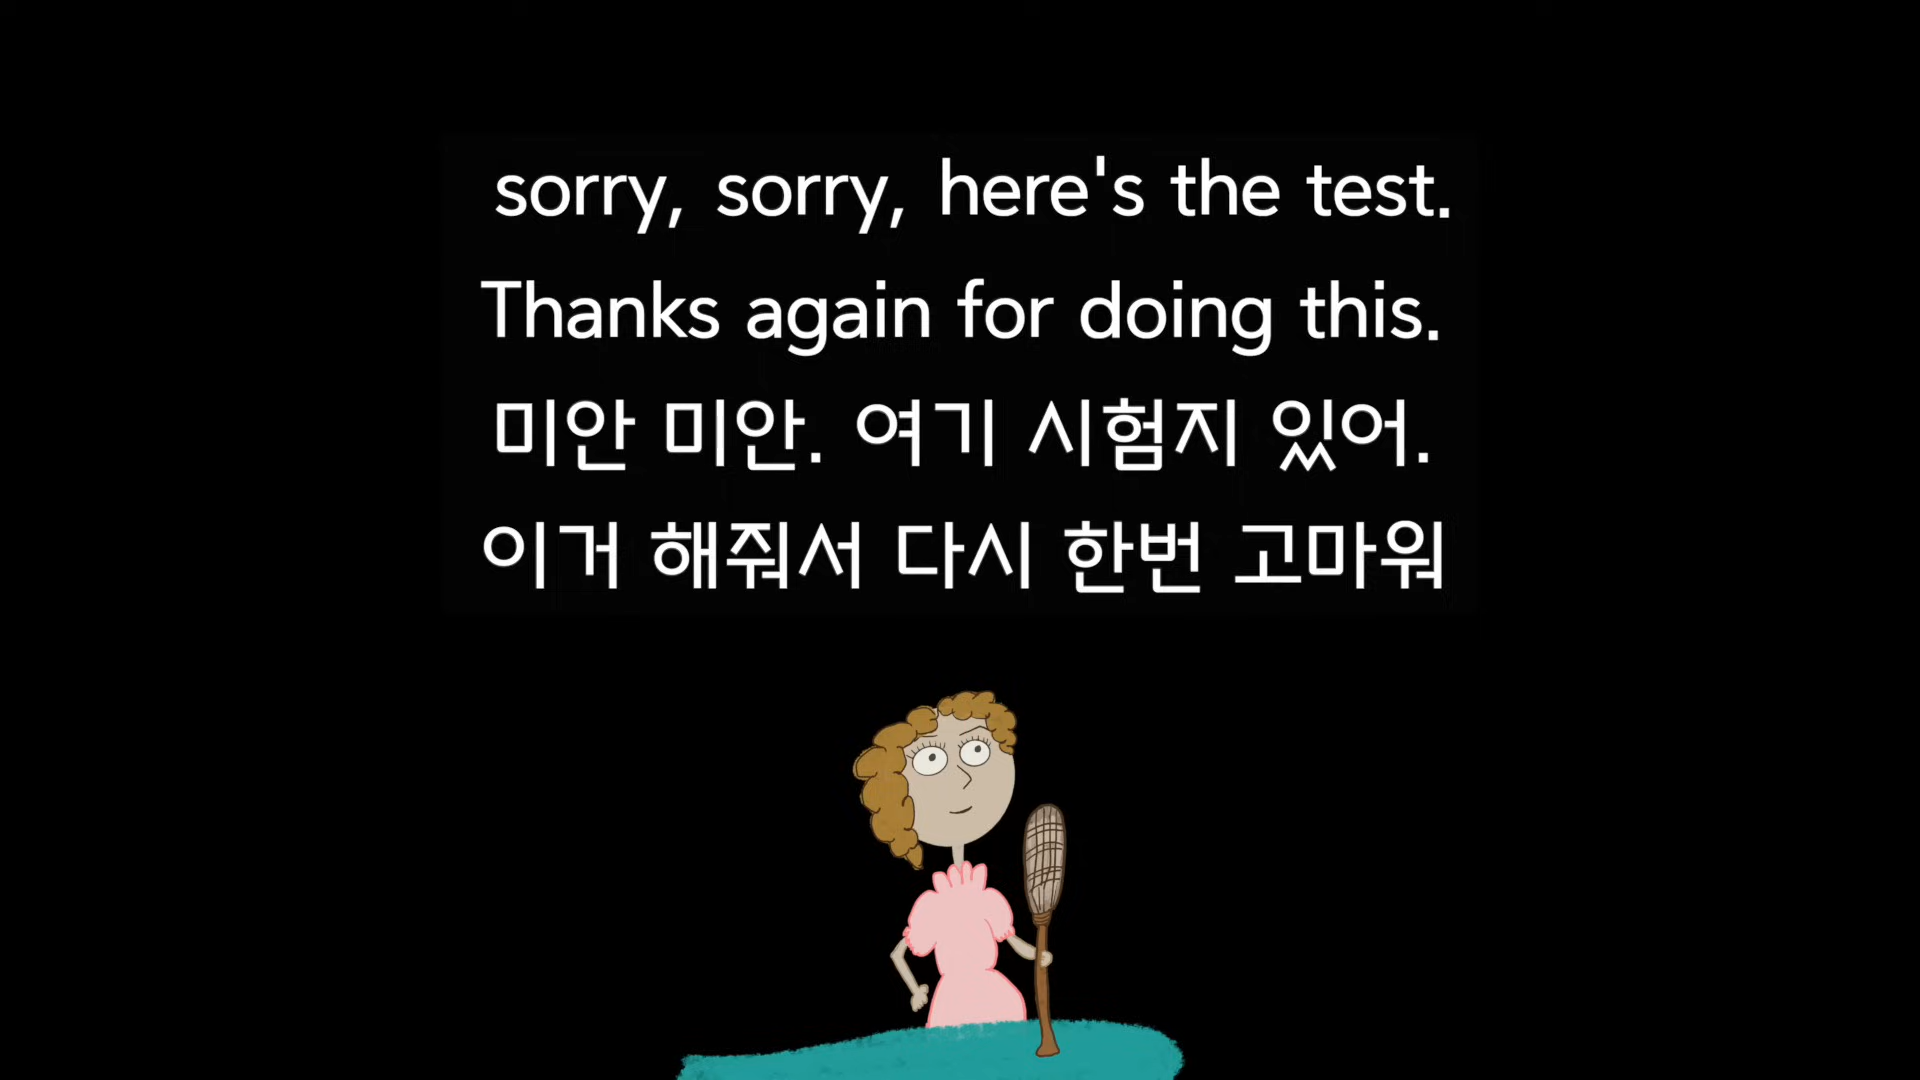 sorry, sorry, here's the test.
Thanks again for doing this.
미안 미안. 여기 시험지 있어.
이거 해줘서 다시 한번 고마워